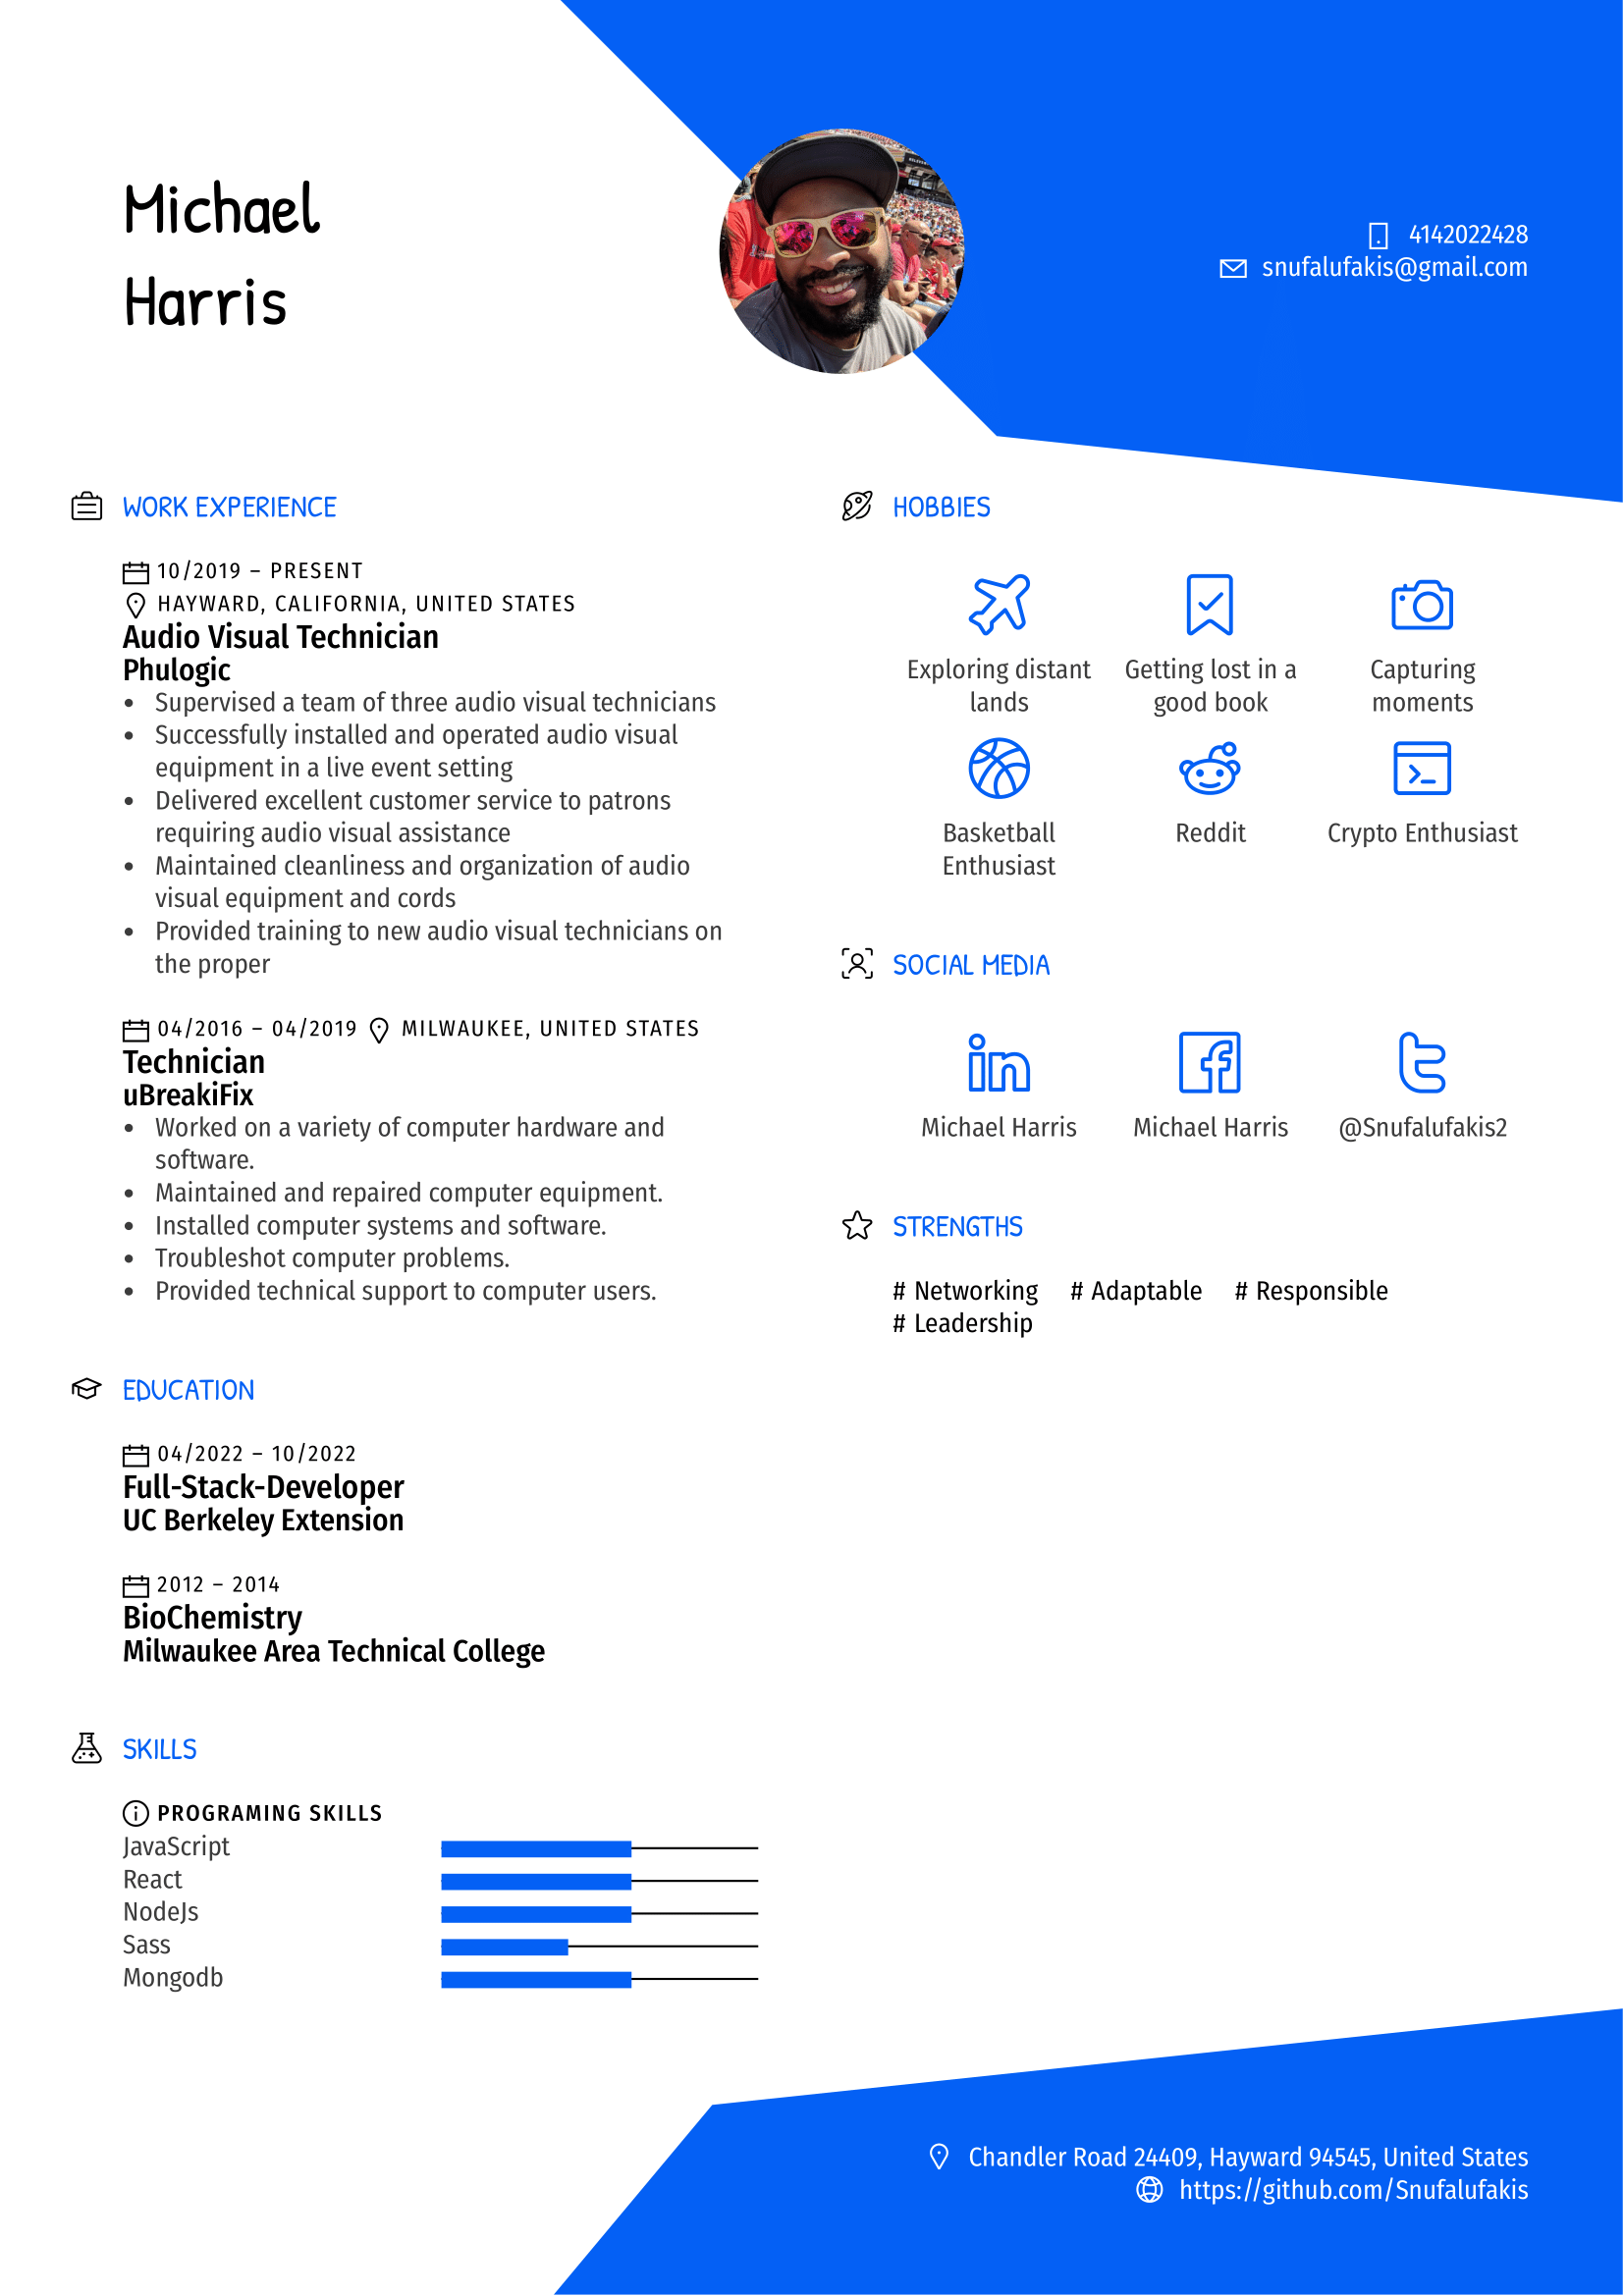 Michael
Harris
4142022428
snufalufakis@gmail.com
WORK EXPERIENCE
10/2019 – PRESENT
HAYWARD, CALIFORNIA, UNITED STATES
Audio Visual Technician
Phulogic
• Supervised a team of three audio visual technicians
• Successfully installed and operated audio visual
equipment in a live event setting
• Delivered excellent customer service to patrons
requiring audio visual assistance
• Maintained cleanliness and organization of audio
visual equipment and cords
• Provided training to new audio visual technicians on
the proper
04/2016 – 04/2019 MILWAUKEE, UNITED STATES
Technician
uBreakiFix
• Worked on a variety of computer hardware and
software.
• Maintained and repaired computer equipment.
• Installed computer systems and software.
• Troubleshot computer problems.
• Provided technical support to computer users.
EDUCATION
04/2022 – 10/2022
Full-Stack-Developer
UC Berkeley Extension
2012 – 2014
BioChemistry
Milwaukee Area Technical College
SKILLS
PROGRAMING SKILLS
JavaScript
React
NodeJs
Sass
Mongodb
HOBBIES
Exploring distant
lands
Getting lost in a
good book
Capturing
moments
Basketball
Enthusiast
Reddit
Crypto Enthusiast
SOCIAL MEDIA
Michael Harris
Michael Harris
@Snufalufakis2
STRENGTHS
# Networking # Adaptable # Responsible
# Leadership
Chandler Road 24409, Hayward 94545, United States
https://github.com/Snufalufakis